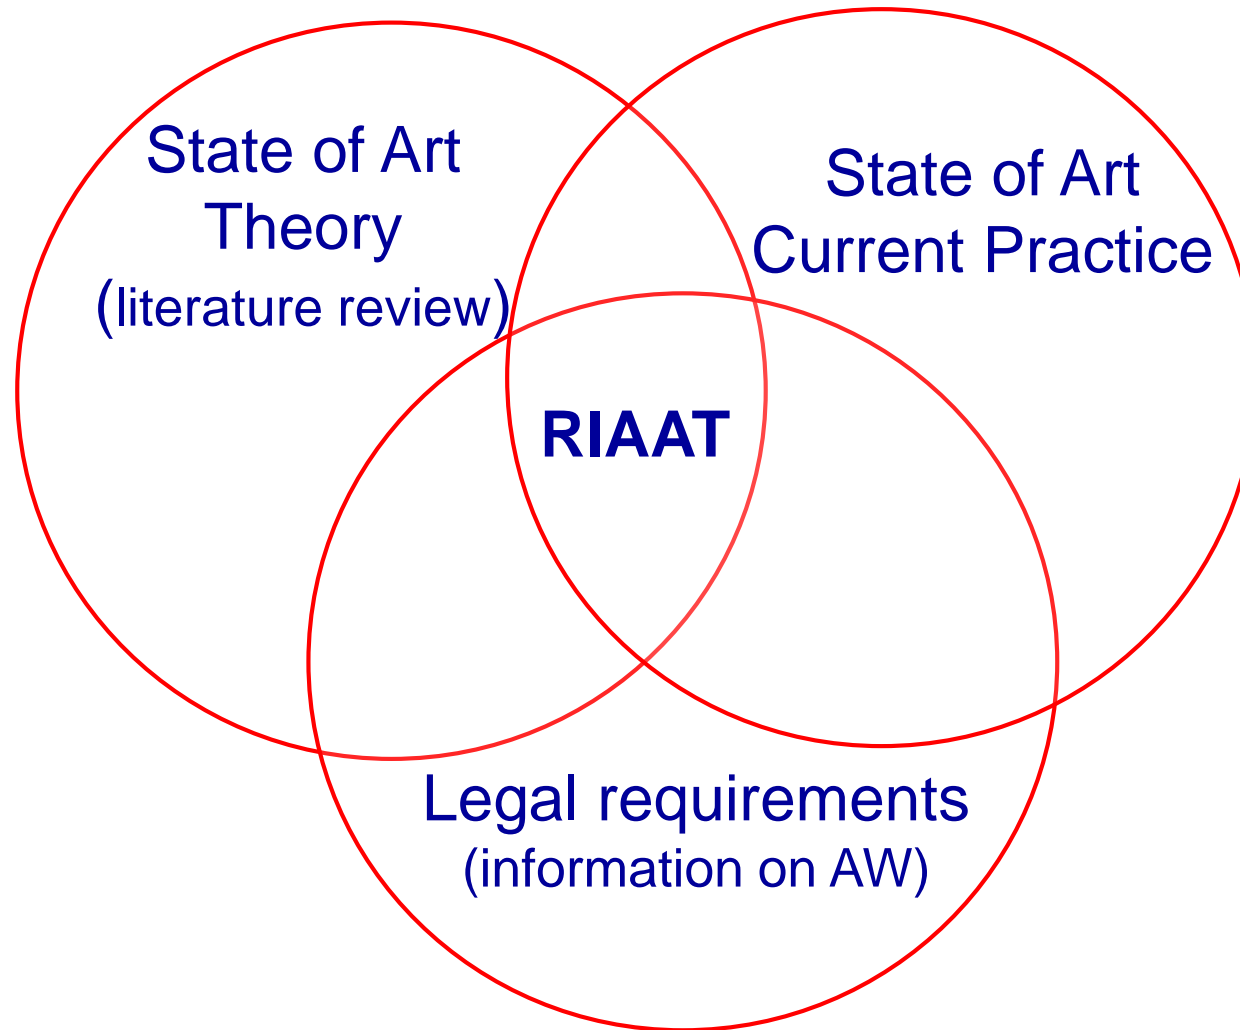 State of Art
Theory
(literature review)
State of Art
Current Practice
RIAAT
Legal requirements
(information on AW)